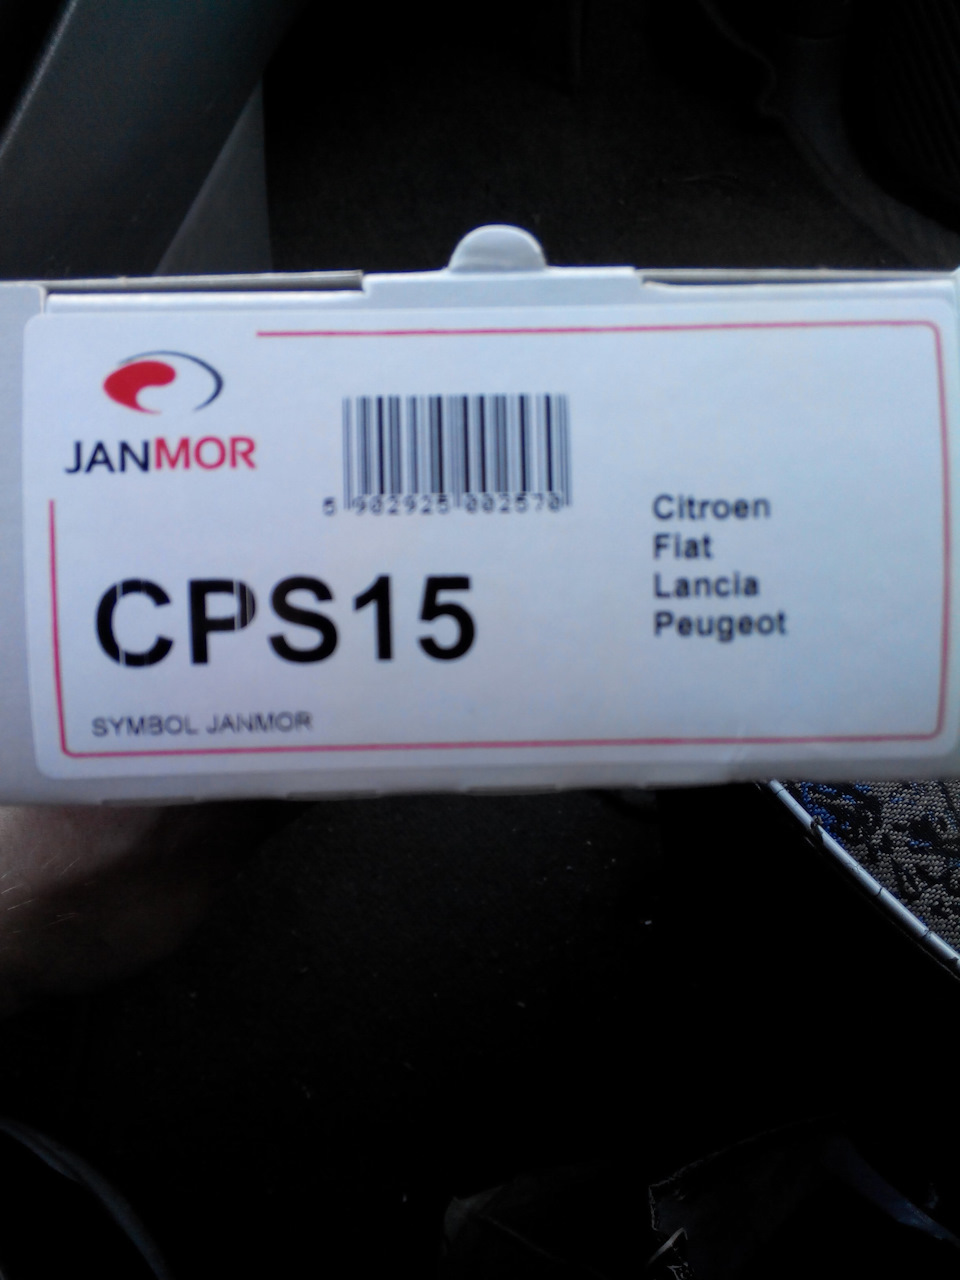 JANMOR
5 902925 002570
Citroen
Fiat
Lancia
Peugeot
CPS15
SYMBOL JANMOR